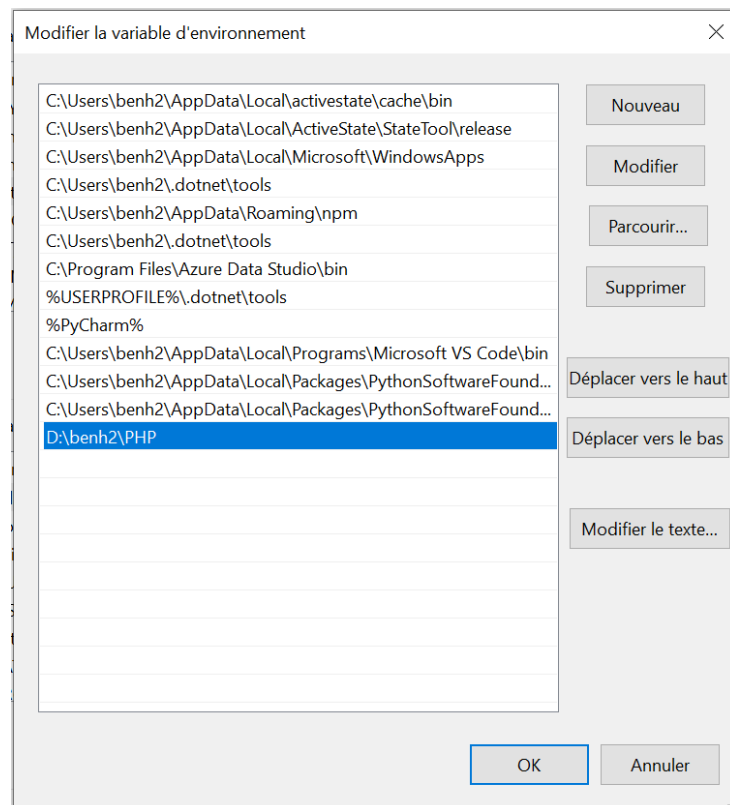 Modifier la variable d'environnement
C:\Users\benh2\AppData\Local\activestate\cache\bin
C:\Users\benh2\AppData\Local\ActiveState\StateTool\release
C:\Users\benh2\AppData\Local\Microsoft\WindowsApps
C:\Users\benh2\.dotnet\tools
C:\Users\benh2\AppData\Roaming\npm
C:\Users\benh2\.dotnet\tools
C:\Program Files\Azure Data Studio\bin
%USERPROFILE%\.dotnet\tools
%PyCharm%
C:\Users\benh2\AppData\Local\Programs\Microsoft VS Code\bin
C:\Users\benh2\AppData\Local\Packages\PythonSoftwareFound...
C:\Users\benh2\AppData\Local\Packages\PythonSoftwareFound...
D:\benh2\PHP
Nouveau
Modifier
Parcourir...
Supprimer
Déplacer vers le haut
Déplacer vers le bas
Modifier le texte...
OK
Annuler